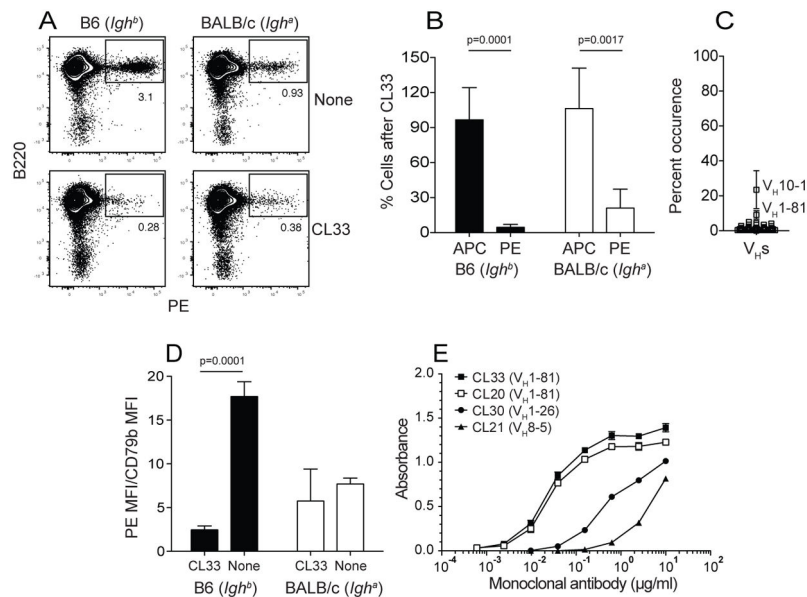 A
B6 (Ighᵇ)
BALB/c (Ighᵃ)
3.1
0.93
None
B220
0.28
0.38
CL33
PE
B
p=0.0001
p=0.0017
% Cells after CL33
150
120
90
60
30
0
APC PE APC PE
B6 (Ighᵇ) BALB/c (Ighᵃ)
C
Percent occurence
100
80
60
40
20
0
VH10-1
VH1-81
VHs
D
p=0.0001
PE MFI/CD79b MFI
20
15
10
5
0
CL33 None CL33 None
B6 (Ighᵇ) BALB/c (Ighᵃ)
E
CL33 (VH1-81)
CL20 (VH1-81)
CL30 (VH1-26)
CL21 (VH8-5)
Absorbance
2.0
1.5
1.0
0.5
0.0
10⁻⁴ 10⁻³ 10⁻² 10⁻¹ 10⁰ 10¹ 10²
Monoclonal antibody (µg/ml)